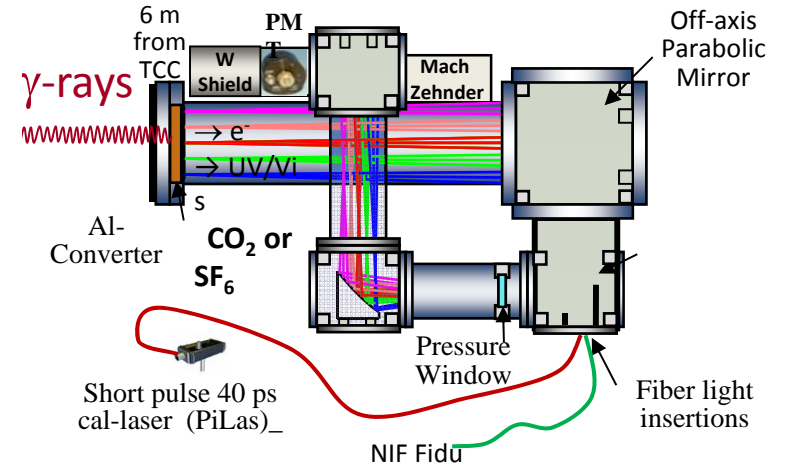 6 m
from
TCC
PM
T
W
Shield
Mach
Zehnder
Off-axis
Parabolic
Mirror
γ-rays
→ e-
→ UV/Vi
s
Al-
Converter
CO2 or
SF6
Pressure
Window
Short pulse 40 ps
cal-laser (PiLas)_
Fiber light
insertions
NIF Fidu